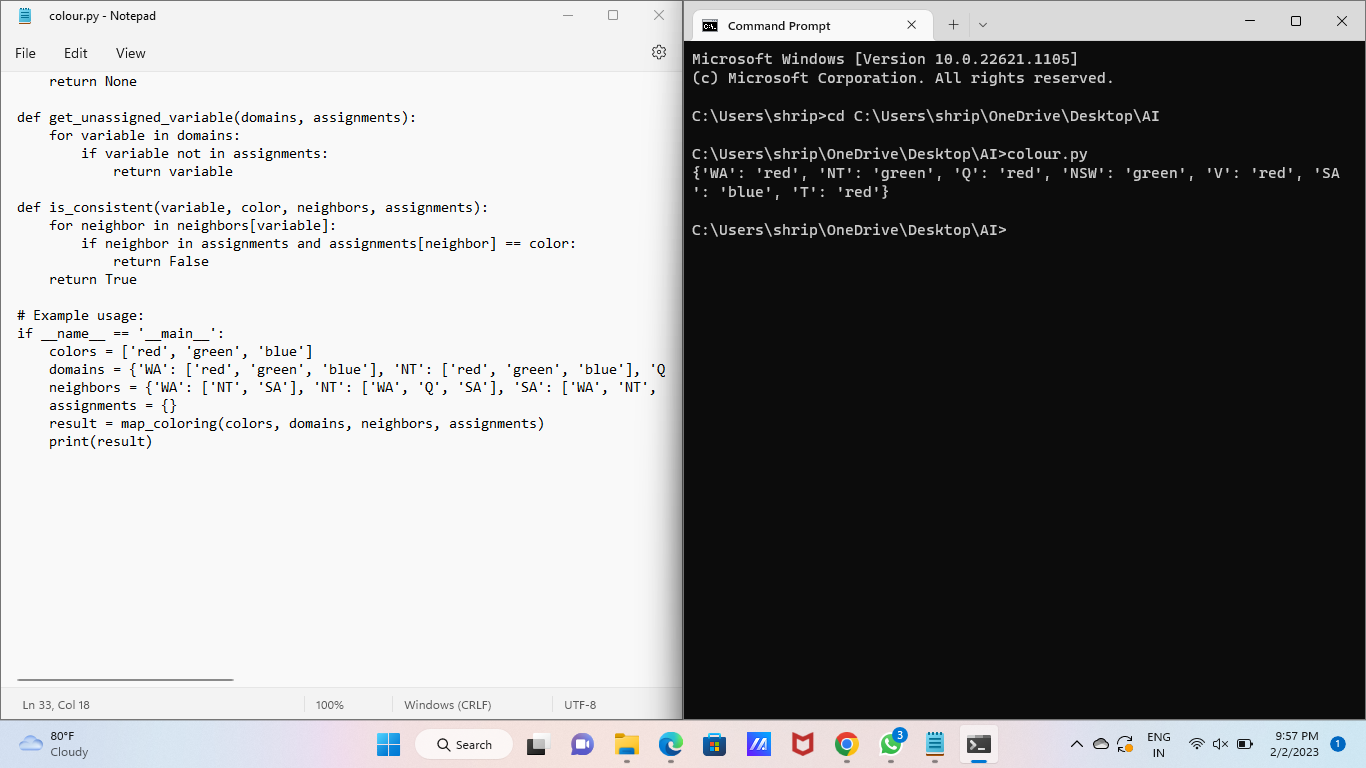 colour.py - Notepad
File Edit View
    return None

def get_unassigned_variable(domains, assignments):
    for variable in domains:
        if variable not in assignments:
            return variable

def is_consistent(variable, color, neighbors, assignments):
    for neighbor in neighbors[variable]:
        if neighbor in assignments and assignments[neighbor] == color:
            return False
    return True

# Example usage:
if __name__ == '__main__':
    colors = ['red', 'green', 'blue']
    domains = {'WA': ['red', 'green', 'blue'], 'NT': ['red', 'green', 'blue'], 'Q
    neighbors = {'WA': ['NT', 'SA'], 'NT': ['WA', 'Q', 'SA'], 'SA': ['WA', 'NT',
    assignments = {}
    result = map_coloring(colors, domains, neighbors, assignments)
    print(result)
Ln 33, Col 18 100% Windows (CRLF) UTF-8
Command Prompt
Microsoft Windows [Version 10.0.22621.1105]
(c) Microsoft Corporation. All rights reserved.

C:\Users\shrip>cd C:\Users\shrip\OneDrive\Desktop\AI

C:\Users\shrip\OneDrive\Desktop\AI>colour.py
{'WA': 'red', 'NT': 'green', 'Q': 'red', 'NSW': 'green', 'V': 'red', 'SA
': 'blue', 'T': 'red'}

C:\Users\shrip\OneDrive\Desktop\AI>
80°F
Cloudy
Search
3
ENG
IN
9:57 PM
2/2/2023
1